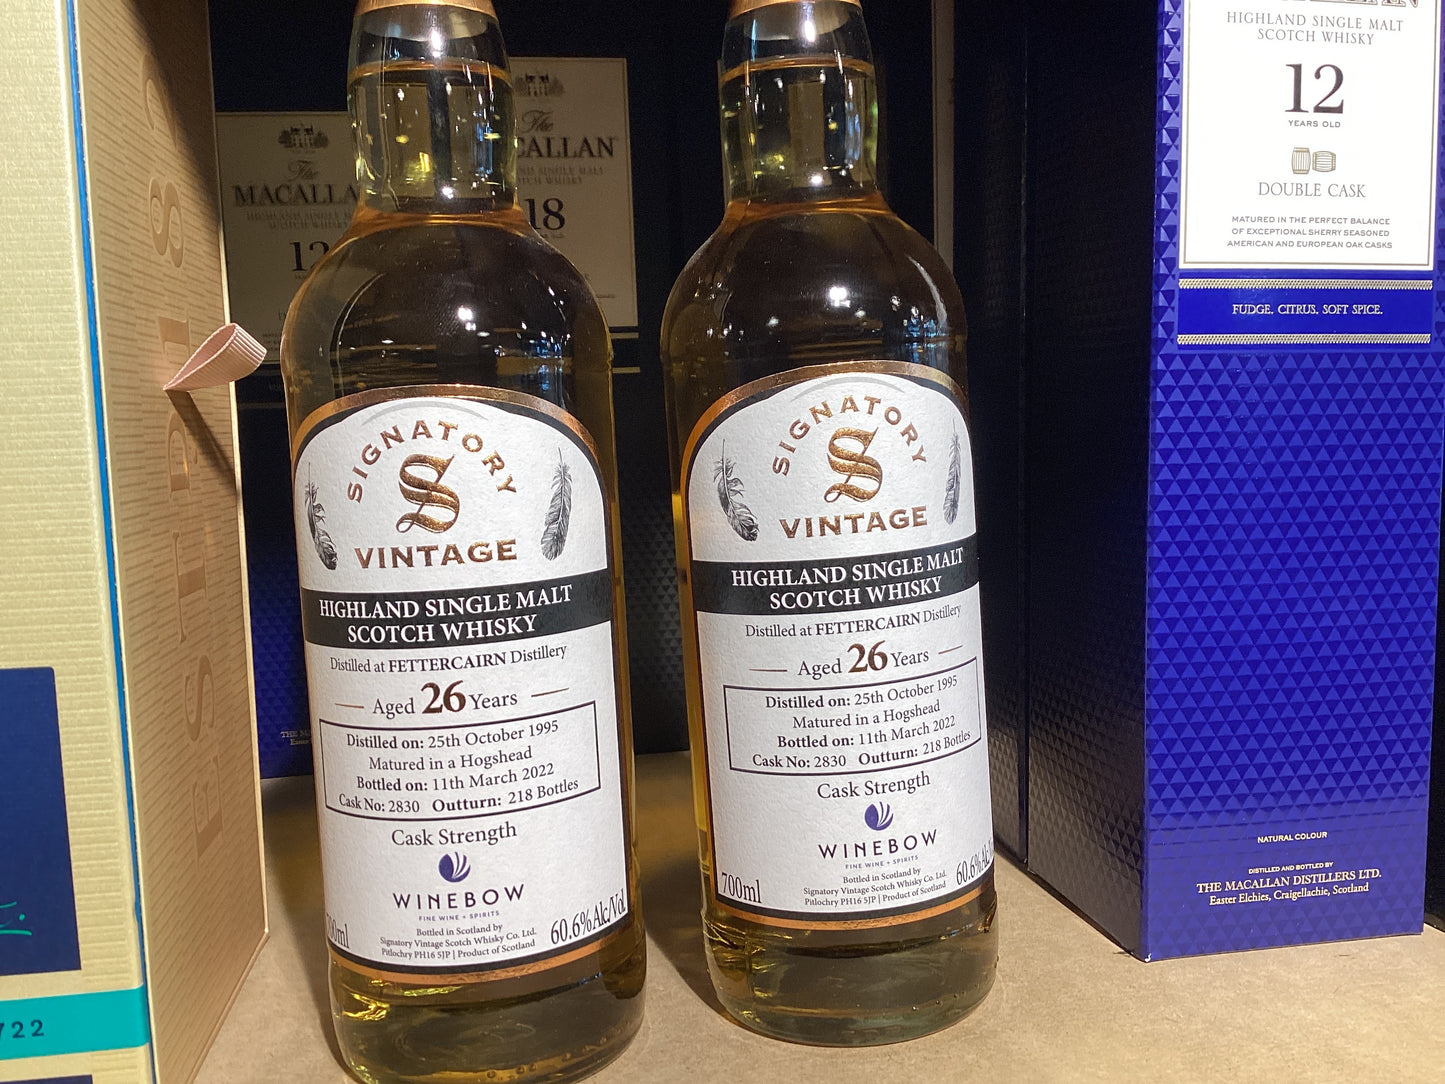 The
MACALLAN
HIGHLAND SINGLE MALT
SCOTCH WHISKY
12
The
MACALLAN
18
SIGNATORY
S
VINTAGE
HIGHLAND SINGLE MALT
SCOTCH WHISKY
Distilled at FETTERCAIRN Distillery
Aged 26 Years
Distilled on: 25th October 1995
Matured in a Hogshead
Bottled on: 11th March 2022
Cask No: 2830 Outturn: 218 Bottles
Cask Strength
WINEBOW
FINE WINE + SPIRITS
Bottled in Scotland by
Signatory Vintage Scotch Whisky Co. Ltd.
Pitlochry PH16 5JP | Product of Scotland
60.6%Alc/Vol
SIGNATORY
S
VINTAGE
HIGHLAND SINGLE MALT
SCOTCH WHISKY
Distilled at FETTERCAIRN Distillery
Aged 26 Years
Distilled on: 25th October 1995
Matured in a Hogshead
Bottled on: 11th March 2022
Cask No: 2830 Outturn: 218 Bottles
Cask Strength
WINEBOW
FINE WINE + SPIRITS
Bottled in Scotland by
Signatory Vintage Scotch Whisky Co. Ltd.
Pitlochry PH16 5JP | Product of Scotland
700ml
60.6%Alc
HIGHLAND SINGLE MALT
SCOTCH WHISKY
12
YEARS OLD
DOUBLE CASK
MATURED IN THE PERFECT BALANCE
OF EXCEPTIONAL SHERRY SEASONED
AMERICAN AND EUROPEAN OAK CASKS
FUDGE. CITRUS. SOFT SPICE.
NATURAL COLOUR
DISTILLED AND BOTTLED BY
THE MACALLAN DISTILLERS LTD.
Easter Elchies, Craigellachie, Scotland
722